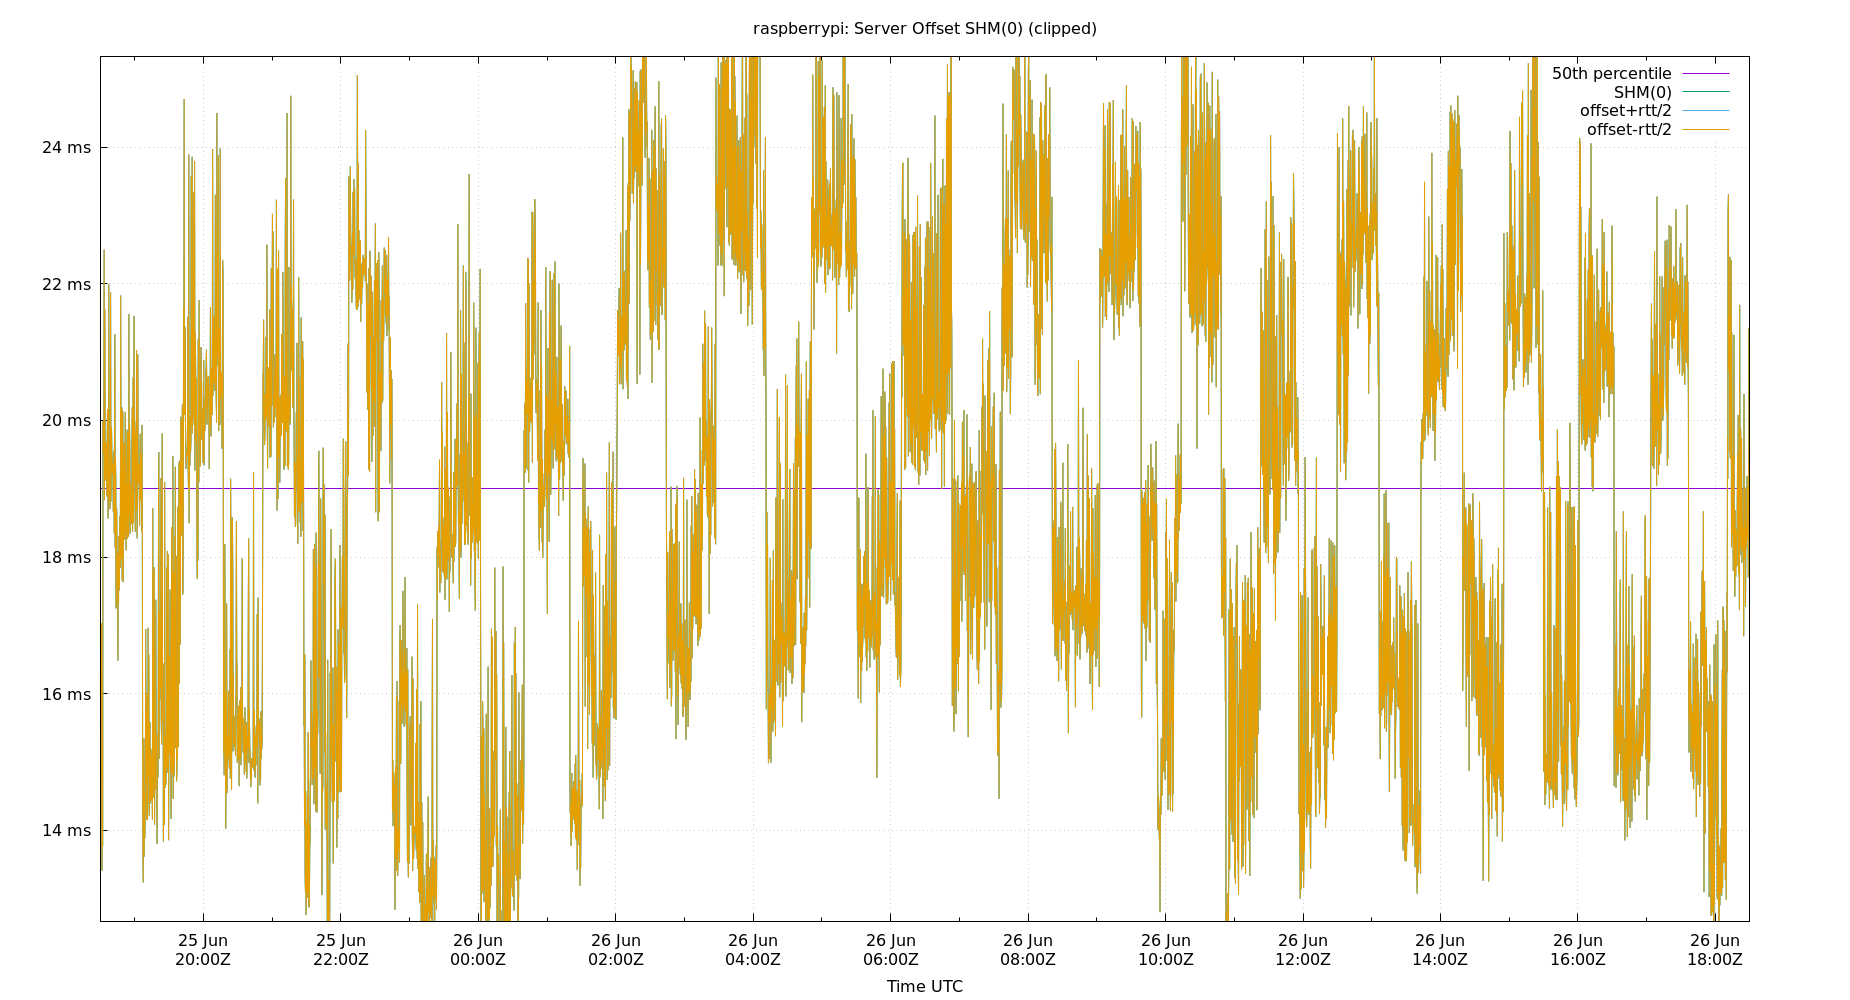 raspberrypi: Server Offset SHM(0) (clipped)
50th percentile
SHM(0)
offset+rtt/2
offset-rtt/2
24 ms
22 ms
20 ms
18 ms
16 ms
14 ms
25 Jun 25 Jun 26 Jun 26 Jun 26 Jun 26 Jun 26 Jun 26 Jun 26 Jun 26 Jun 26 Jun 26 Jun
20:00Z 22:00Z 00:00Z 02:00Z 04:00Z 06:00Z 08:00Z 10:00Z 12:00Z 14:00Z 16:00Z 18:00Z
Time UTC